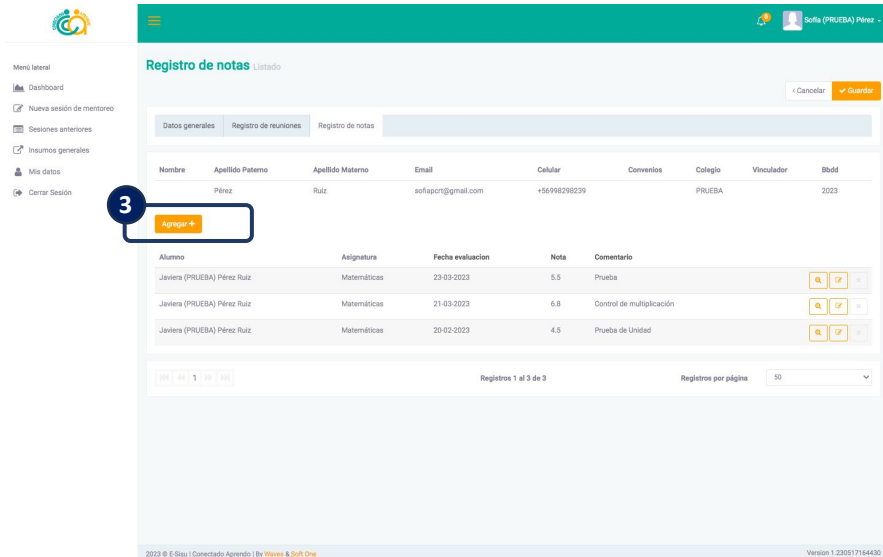 Sofía (PRUEBA) Pérez
Menú lateral
Dashboard
Nueva sesión de mentoreo
Sesiones anteriores
Insumos generales
Mis datos
Cerrar Sesión
Registro de notas Listado
‹ Cancelar Guardar
Datos generales Registro de reuniones Registro de notas
Nombre Apellido Paterno Apellido Materno Email Celular Convenios Colegio Vinculador Bbdd
Pérez Ruiz sofiapcrt@gmail.com +56998298239 PRUEBA 2023
3
Agregar +
Alumno Asignatura Fecha evaluacion Nota Comentario
Javiera (PRUEBA) Pérez Ruiz Matemáticas 23-03-2023 5.5 Prueba
Javiera (PRUEBA) Pérez Ruiz Matemáticas 21-03-2023 6.8 Control de multiplicación
Javiera (PRUEBA) Pérez Ruiz Matemáticas 20-02-2023 4.5 Prueba de Unidad
1 Registros 1 al 3 de 3 Registros por página 50
2023 © E-Sisu | Conectado Aprendo | By Waves & Soft One Version 1.230517164430